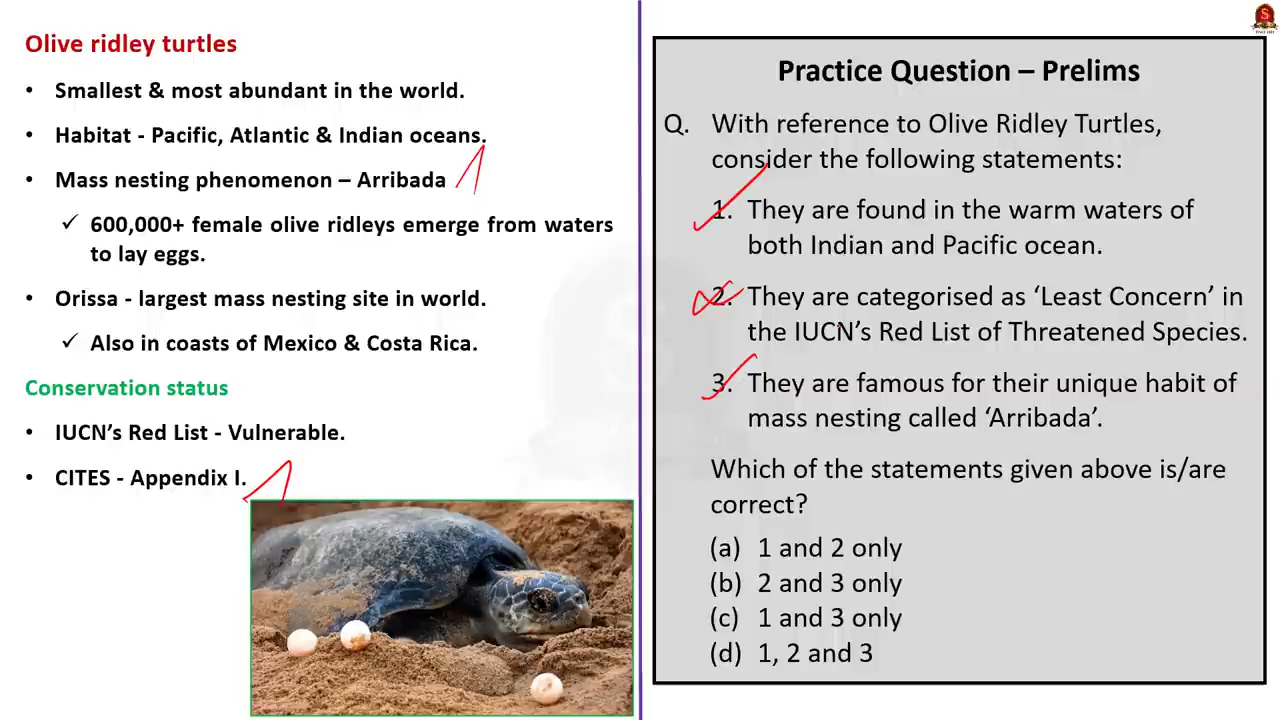 Olive ridley turtles
• Smallest & most abundant in the world.
• Habitat - Pacific, Atlantic & Indian oceans.
• Mass nesting phenomenon – Arribada
✓ 600,000+ female olive ridleys emerge from waters
to lay eggs.
• Orissa - largest mass nesting site in world.
✓ Also in coasts of Mexico & Costa Rica.
Conservation status
• IUCN’s Red List - Vulnerable.
• CITES - Appendix I.
Practice Question – Prelims
Q. With reference to Olive Ridley Turtles,
consider the following statements:
1. They are found in the warm waters of
both Indian and Pacific ocean.
2. They are categorised as ‘Least Concern’ in
the IUCN’s Red List of Threatened Species.
3. They are famous for their unique habit of
mass nesting called ‘Arribada’.
Which of the statements given above is/are
correct?
(a) 1 and 2 only
(b) 2 and 3 only
(c) 1 and 3 only
(d) 1, 2 and 3